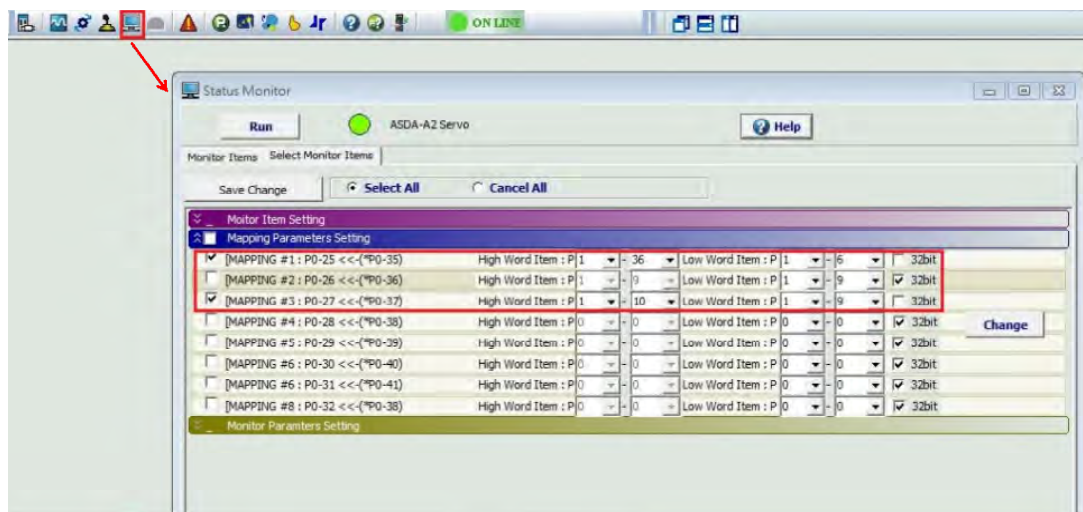 ON LINE
Status Monitor
Run ASDA-A2 Servo Help
Monitor Items Select Monitor Items
Save Change Select All Cancel All
Moitor Item Setting
Mapping Parameters Setting
[MAPPING #1 : P0-25 <<-(*P0-35) High Word Item : P 1 - 36 Low Word Item : P 1 - 6 32bit
[MAPPING #2 : P0-26 <<-(*P0-36) High Word Item : P 1 - 9 Low Word Item : P 1 - 9 32bit
[MAPPING #3 : P0-27 <<-(*P0-37) High Word Item : P 1 - 10 Low Word Item : P 1 - 9 32bit
[MAPPING #4 : P0-28 <<-(*P0-38) High Word Item : P 0 - 0 Low Word Item : P 0 - 0 32bit Change
[MAPPING #5 : P0-29 <<-(*P0-39) High Word Item : P 0 - 0 Low Word Item : P 0 - 0 32bit
[MAPPING #6 : P0-30 <<-(*P0-40) High Word Item : P 0 - 0 Low Word Item : P 0 - 0 32bit
[MAPPING #6 : P0-31 <<-(*P0-41) High Word Item : P 0 - 0 Low Word Item : P 0 - 0 32bit
[MAPPING #8 : P0-32 <<-(*P0-38) High Word Item : P 0 - 0 Low Word Item : P 0 - 0 32bit
Monitor Paramters Setting